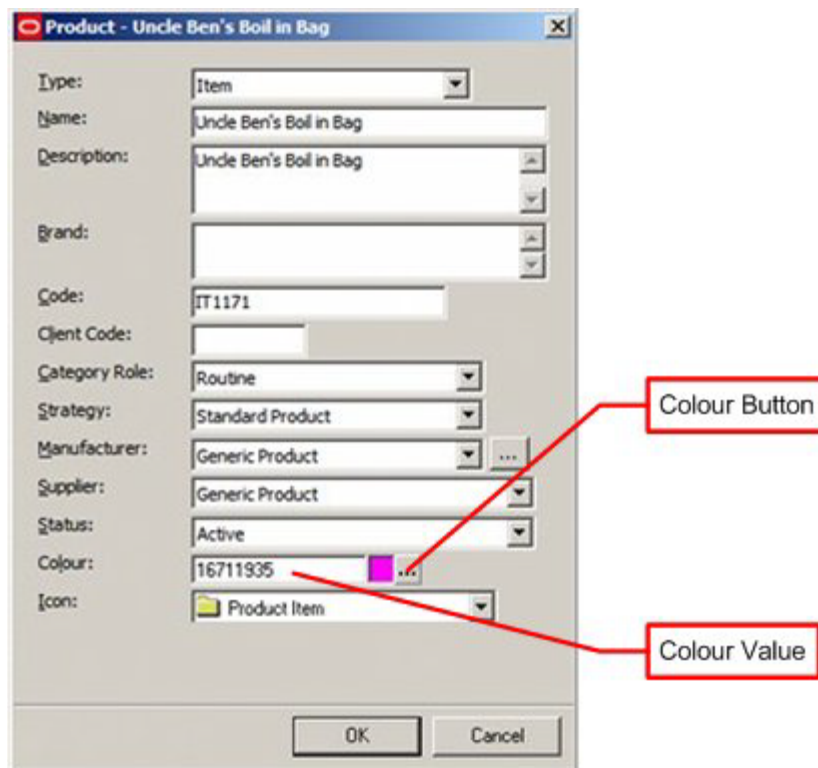 Product - Uncle Ben's Boil in Bag
Type: Item
Name: Uncle Ben's Boil in Bag
Description: Uncle Ben's Boil in Bag
Brand:
Code: IT1171
Client Code:
Category Role: Routine
Strategy: Standard Product
Manufacturer: Generic Product ...
Supplier: Generic Product
Status: Active
Colour: 16711935 ...
Icon: Product Item
OK Cancel
Colour Button
Colour Value